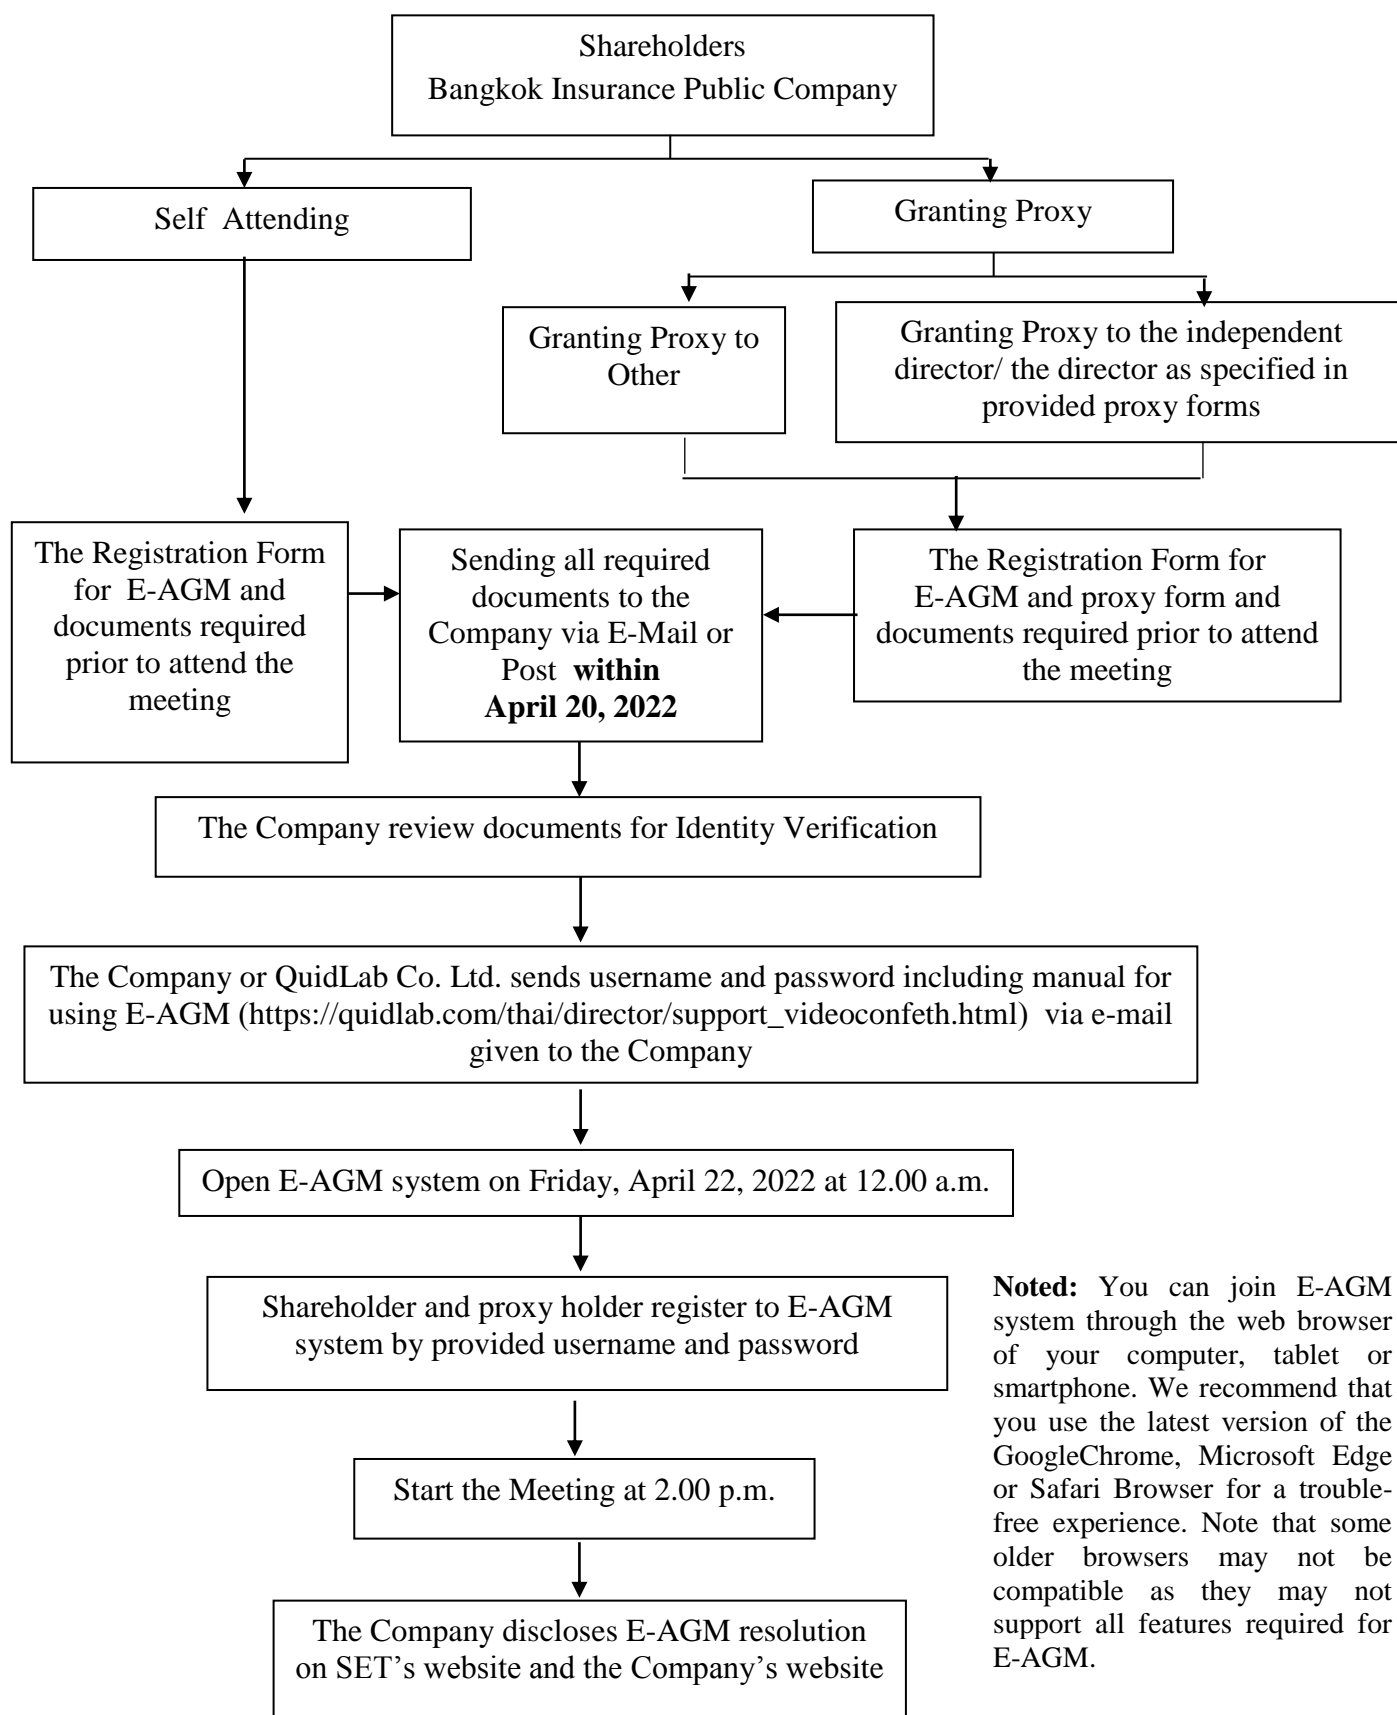 Shareholders
Bangkok Insurance Public Company
Self Attending
Granting Proxy
Granting Proxy to
Other
Granting Proxy to the independent
director/ the director as specified in
provided proxy forms
The Registration Form
for E-AGM and
documents required
prior to attend the
meeting
Sending all required
documents to the
Company via E-Mail or
Post within
April 20, 2022
The Registration Form for
E-AGM and proxy form and
documents required prior to attend
the meeting
The Company review documents for Identity Verification
The Company or QuidLab Co. Ltd. sends username and password including manual for
using E-AGM (https://quidlab.com/thai/director/support_videoconfeth.html) via e-mail
given to the Company
Open E-AGM system on Friday, April 22, 2022 at 12.00 a.m.
Shareholder and proxy holder register to E-AGM
system by provided username and password
Start the Meeting at 2.00 p.m.
The Company discloses E-AGM resolution
on SET’s website and the Company’s website
Noted: You can join E-AGM
system through the web browser
of your computer, tablet or
smartphone. We recommend that
you use the latest version of the
GoogleChrome, Microsoft Edge
or Safari Browser for a trouble-
free experience. Note that some
older browsers may not be
compatible as they may not
support all features required for
E-AGM.